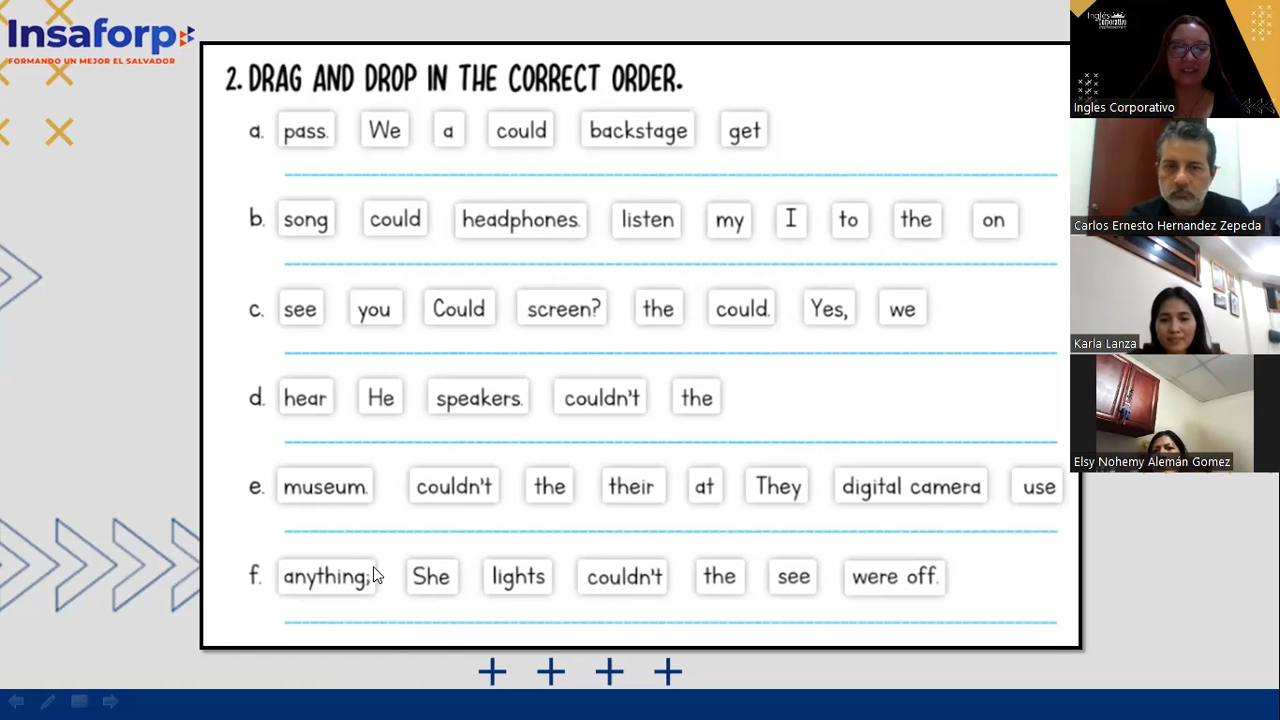 Insaforp
FORMANDO UN MEJOR EL SALVADOR
2. DRAG AND DROP IN THE CORRECT ORDER.
a. pass. We a could backstage get
b. song could headphones. listen my I to the on
c. see you Could screen? the could. Yes, we
d. hear He speakers. couldn't the
e. museum. couldn't the their at They digital camera use
f. anything; She lights couldn't the see were off.
Inglés
Corporativo
Ingles Corporativo
Carlos Ernesto Hernandez Zepeda
Karla Lanza
Elsy Nohemy Alemán Gomez